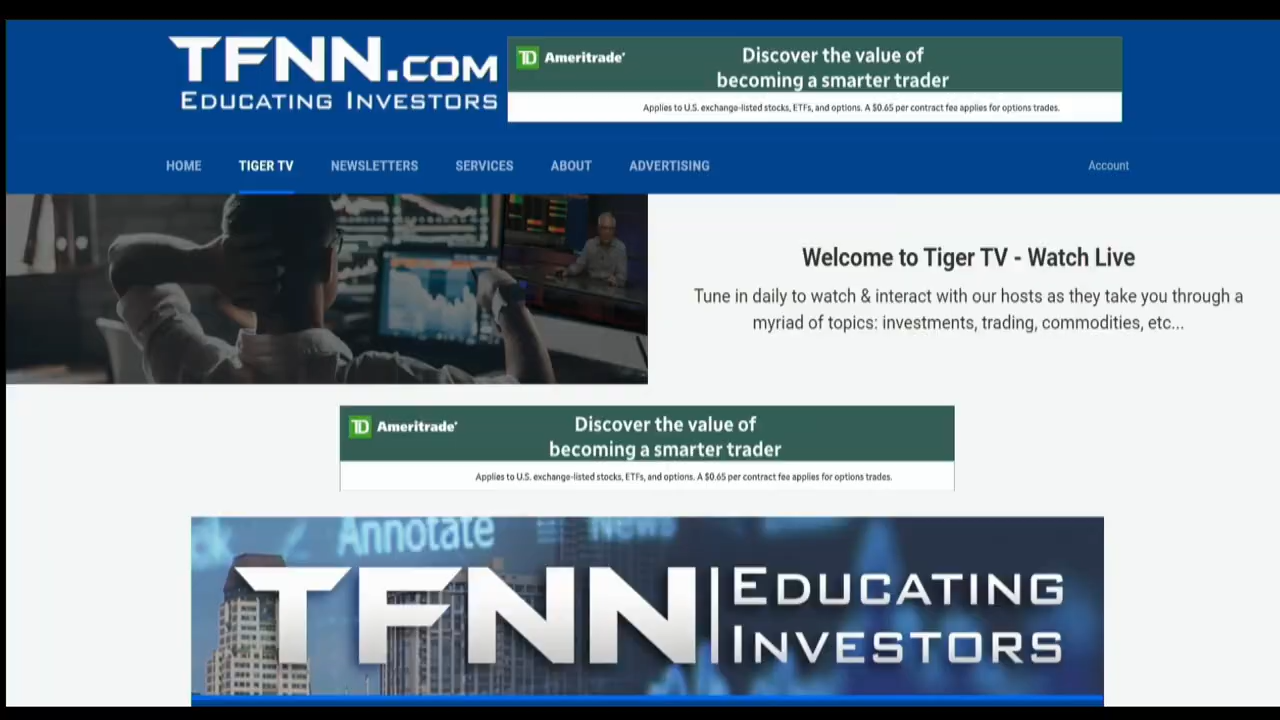 TFNN.COM
EDUCATING INVESTORS
TD Ameritrade
Discover the value of
becoming a smarter trader
Applies to U.S. exchange-listed stocks, ETFs, and options. A $0.65 per contract fee applies for options trades.
HOME TIGER TV NEWSLETTERS SERVICES ABOUT ADVERTISING Account
Welcome to Tiger TV - Watch Live
Tune in daily to watch & interact with our hosts as they take you through a
myriad of topics: investments, trading, commodities, etc...
TD Ameritrade
Discover the value of
becoming a smarter trader
Applies to U.S. exchange-listed stocks, ETFs, and options. A $0.65 per contract fee applies for options trades.
Annotate News
TFNN
EDUCATING
INVESTORS